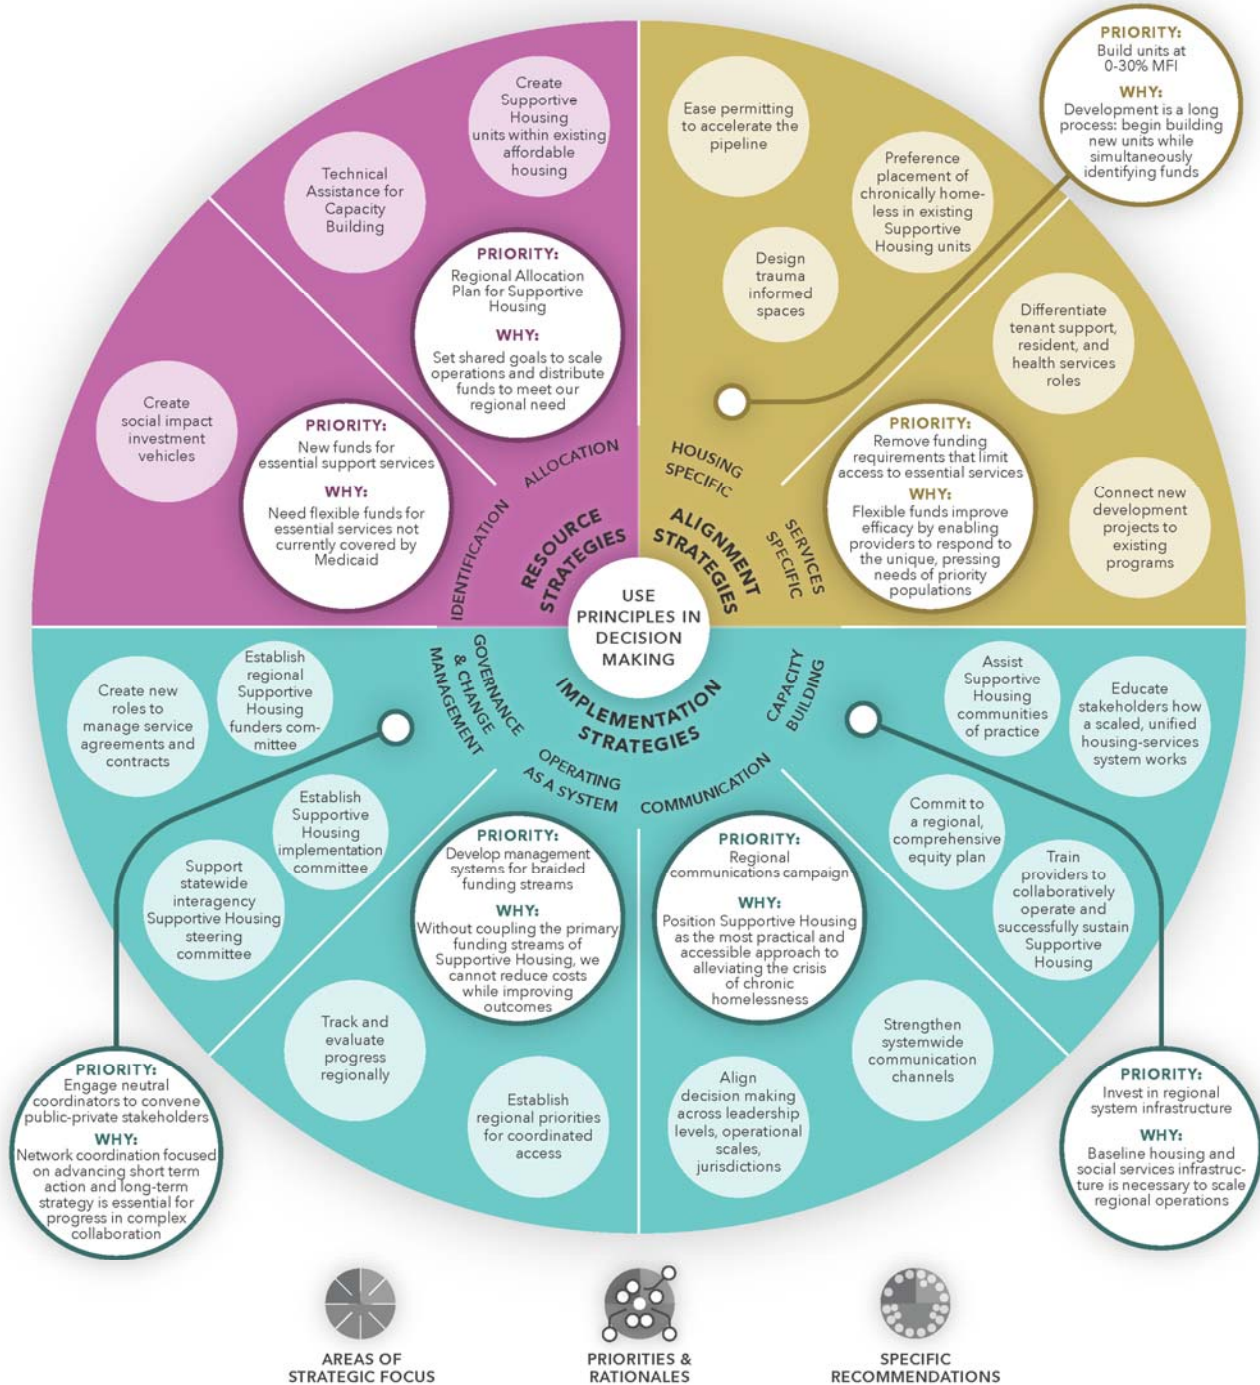 PRIORITY:
Build units at
0-30% MFI
WHY:
Development is a long
process: begin building
new units while
simultaneously
identifying funds
Create
Supportive
Housing
units within existing
affordable
housing
Technical
Assistance for
Capacity
Building
PRIORITY:
Regional Allocation
Plan for Supportive
Housing
WHY:
Set shared goals to scale
operations and distribute
funds to meet our
regional need
Create
social impact
investment
vehicles
PRIORITY:
New funds for
essential support services
WHY:
Need flexible funds for
essential services not
currently covered by
Medicaid
ALLOCATION
IDENTIFICATION
RESOURCE
STRATEGIES
Ease permitting
to accelerate the
pipeline
Preference
placement of
chronically home-
less in existing
Supportive
Housing units
Design
trauma
informed
spaces
Differentiate
tenant support,
resident, and
health services
roles
PRIORITY:
Remove funding
requirements that limit
access to essential services
WHY:
Flexible funds improve
efficacy by enabling
providers to respond to
the unique, pressing
needs of priority
populations
Connect new
development
projects to
existing
programs
HOUSING
SPECIFIC
SERVICES
SPECIFIC
ALIGNMENT
STRATEGIES
USE
PRINCIPLES IN
DECISION
MAKING
IMPLEMENTATION
STRATEGIES
GOVERNANCE
& CHANGE
MANAGEMENT
OPERATING
AS A SYSTEM
COMMUNICATION
CAPACITY
BUILDING
Create new
roles to
manage service
agreements and
contracts
Establish
regional
Supportive
Housing
funders com-
mittee
Establish
Supportive
Housing
implementation
committee
Support
statewide
interagency
Supportive Housing
steering
committee
PRIORITY:
Develop management
systems for braided
funding streams
WHY:
Without coupling the primary
funding streams of
Supportive Housing, we
cannot reduce costs
while improving
outcomes
PRIORITY:
Regional
communications campaign
WHY:
Position Supportive Housing
as the most practical and
accessible approach to
alleviating the crisis
of chronic
homelessness
Assist
Supportive
Housing
communities
of practice
Educate
stakeholders how
a scaled, unified
housing-services
system works
Commit to
a regional,
comprehensive
equity plan
Train
providers to
collaboratively
operate and
successfully sustain
Supportive
Housing
Track and
evaluate
progress
regionally
Establish
regional priorities
for coordinated
access
Align
decision making
across leadership
levels, operational
scales,
jurisdictions
Strengthen
systemwide
communication
channels
PRIORITY:
Engage neutral
coordinators to convene
public-private stakeholders
WHY:
Network coordination focused
on advancing short term
action and long-term
strategy is essential for
progress in complex
collaboration
PRIORITY:
Invest in regional
system infrastructure
WHY:
Baseline housing and
social services infrastruc-
ture is necessary to scale
regional operations
AREAS OF
STRATEGIC FOCUS
PRIORITIES &
RATIONALES
SPECIFIC
RECOMMENDATIONS